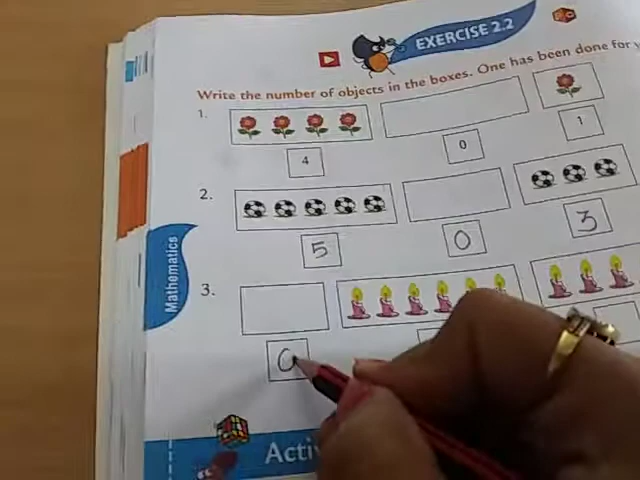 EXERCISE 2.2
Write the number of objects in the boxes. One has been done for
1.
4 0 1
2.
5 0 3
3.
0
Mathematics
Acti